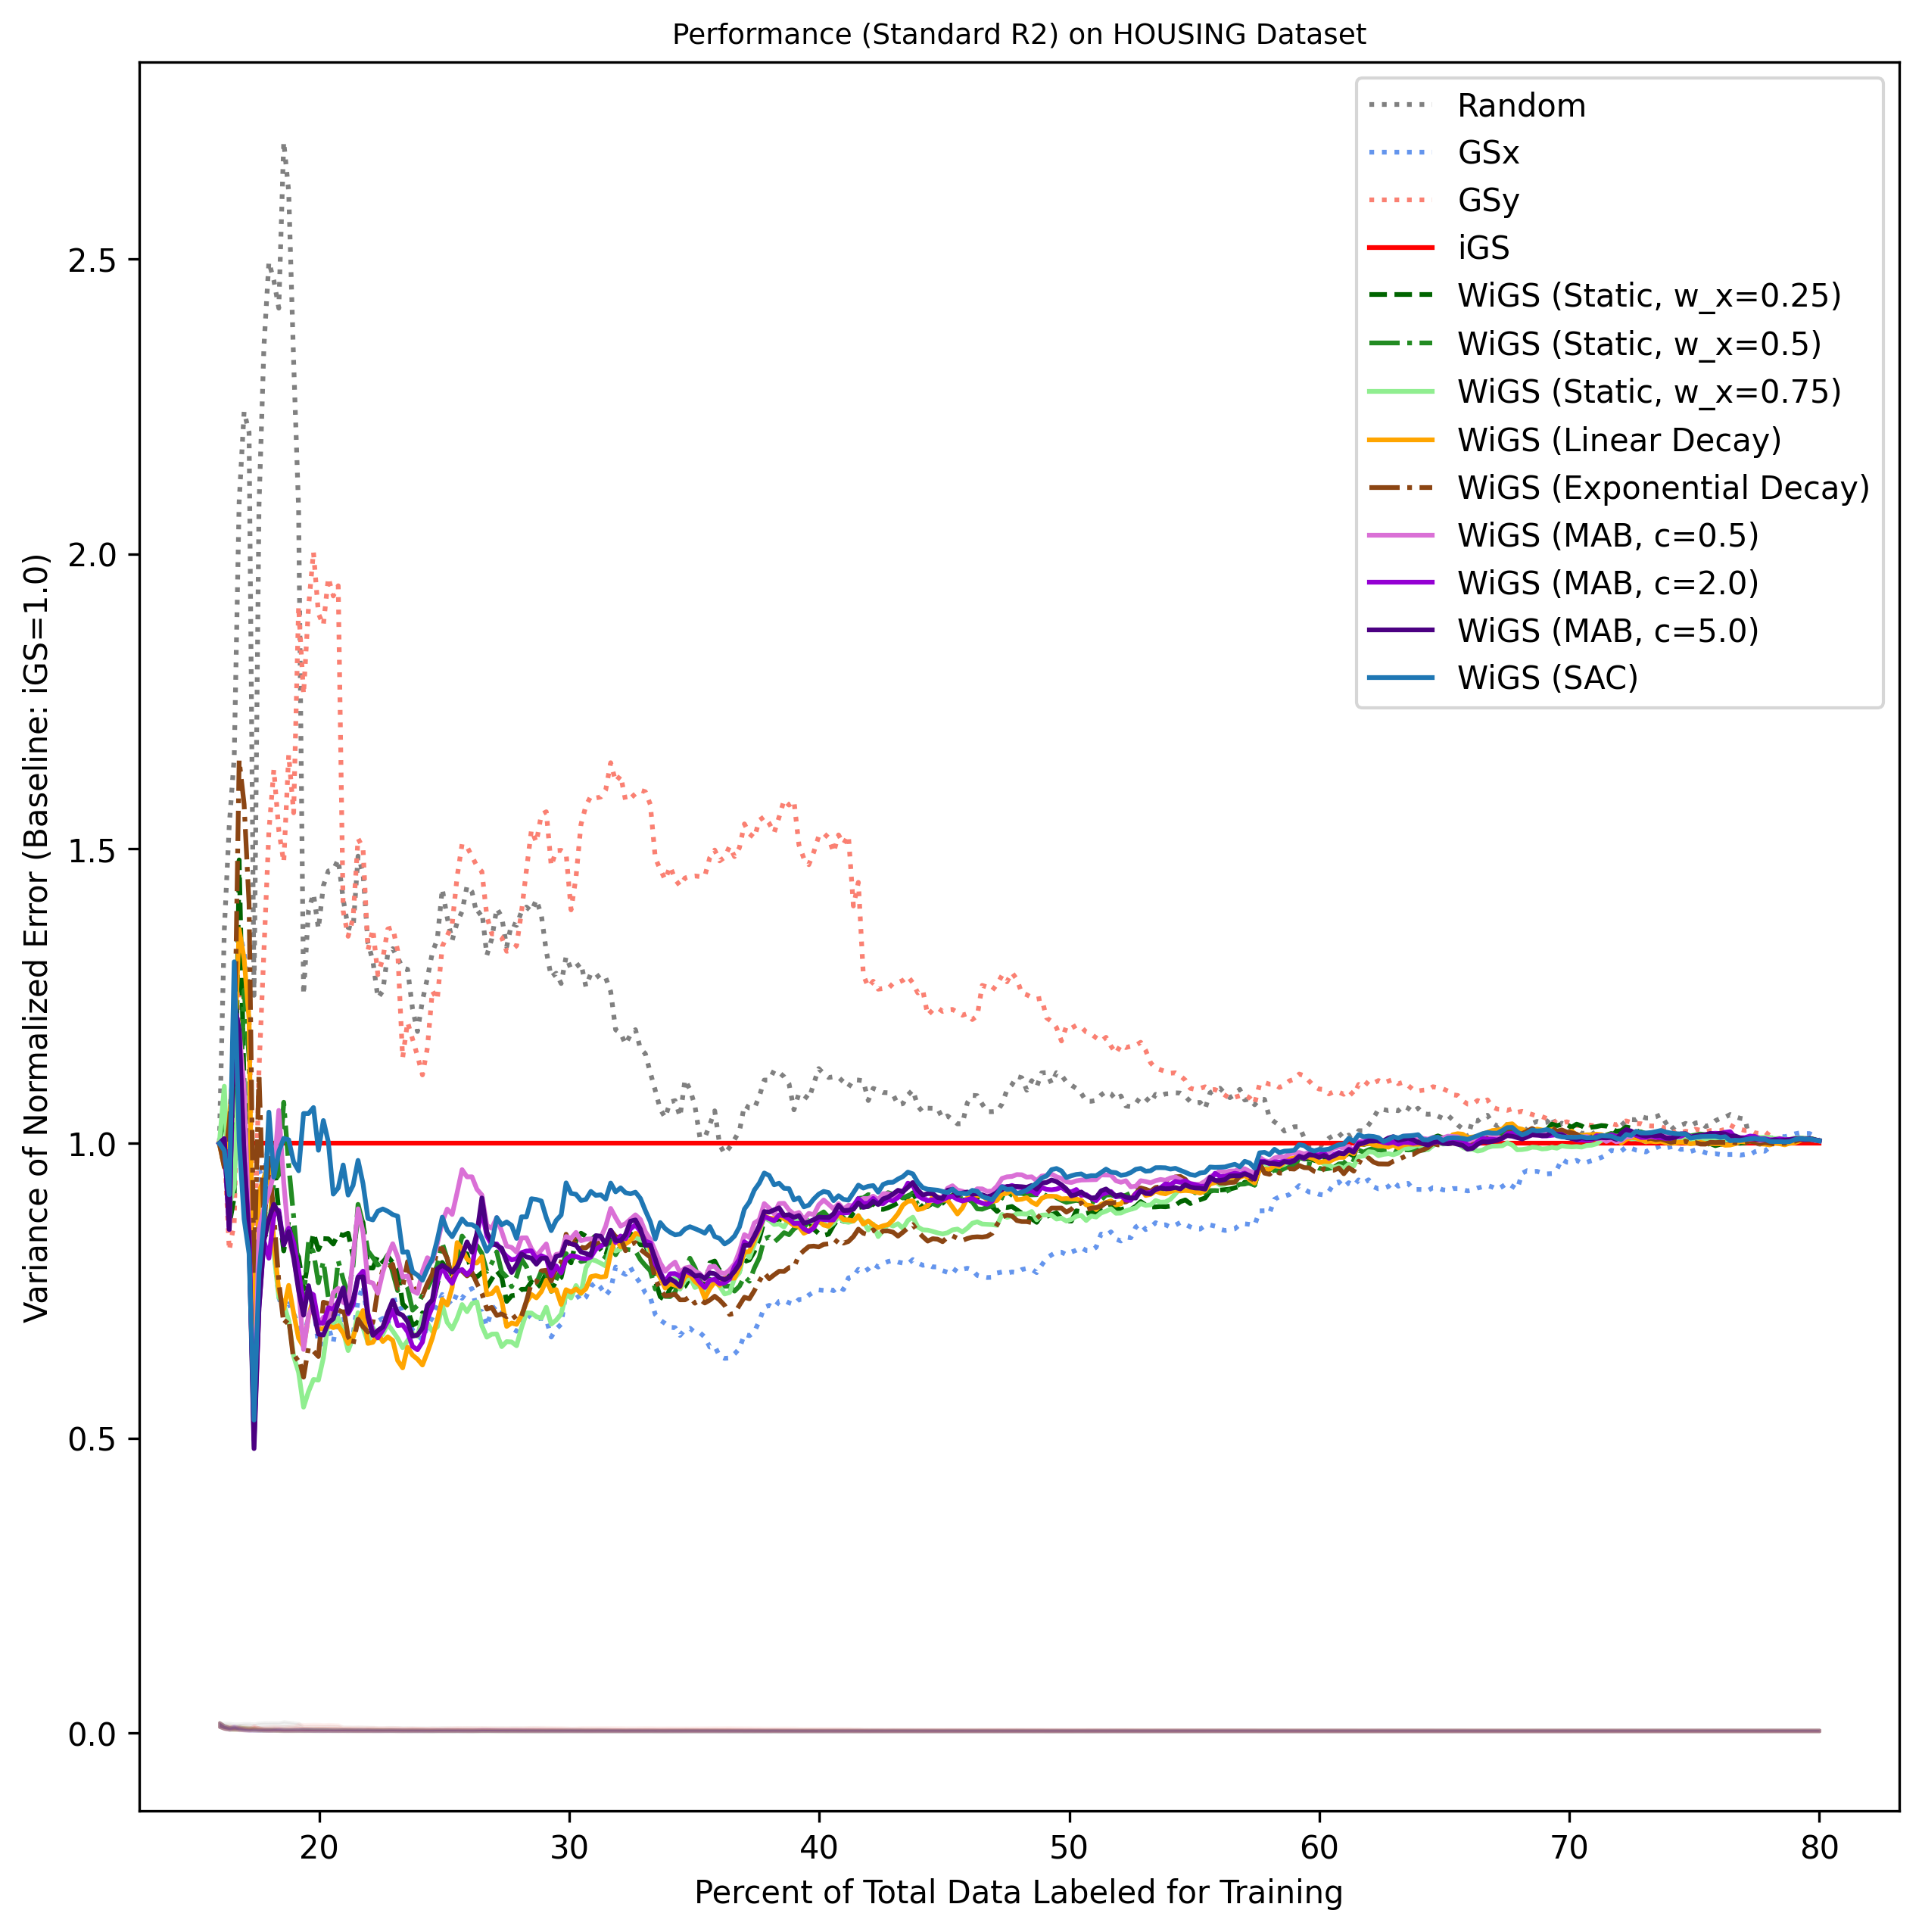 Performance (Standard R2) on HOUSING Dataset
Variance of Normalized Error (Baseline: iGS=1.0)
2.5
2.0
1.5
1.0
0.5
0.0
Random
GSx
GSy
iGS
WiGS (Static, w_x=0.25)
WiGS (Static, w_x=0.5)
WiGS (Static, w_x=0.75)
WiGS (Linear Decay)
WiGS (Exponential Decay)
WiGS (MAB, c=0.5)
WiGS (MAB, c=2.0)
WiGS (MAB, c=5.0)
WiGS (SAC)
20 30 40 50 60 70 80
Percent of Total Data Labeled for Training